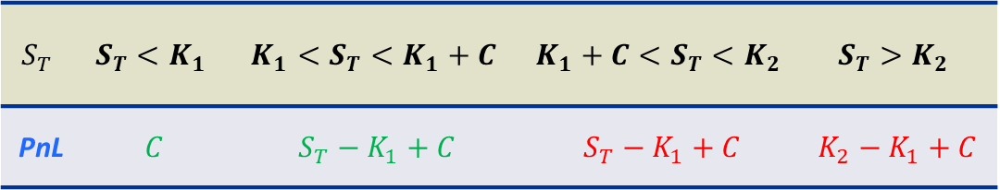 S_T S_T < K_1 K_1 < S_T < K_1 + C K_1 + C < S_T < K_2 S_T > K_2
PnL C S_T − K_1 + C S_T − K_1 + C K_2 − K_1 + C